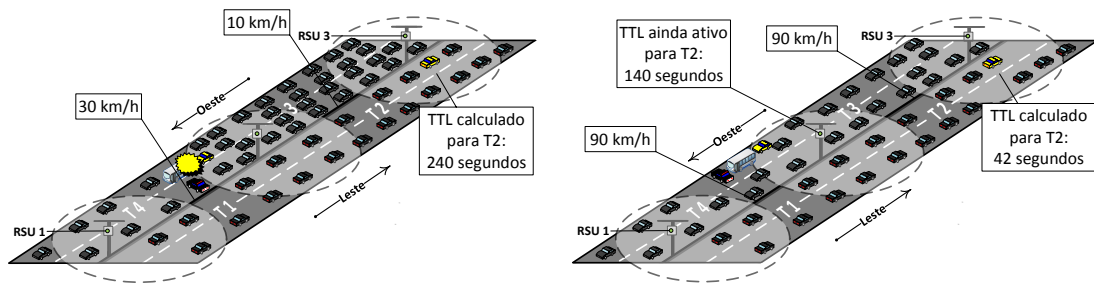 10 km/h
RSU 3
Oeste
30 km/h
3
T2
TTL calculado
para T2:
240 segundos
T4
T1
Leste
RSU 1
TTL ainda ativo
para T2:
140 segundos
90 km/h
RSU 3
Oeste
90 km/h
T3
T2
TTL calculado
para T2:
42 segundos
T4
T1
Leste
RSU 1